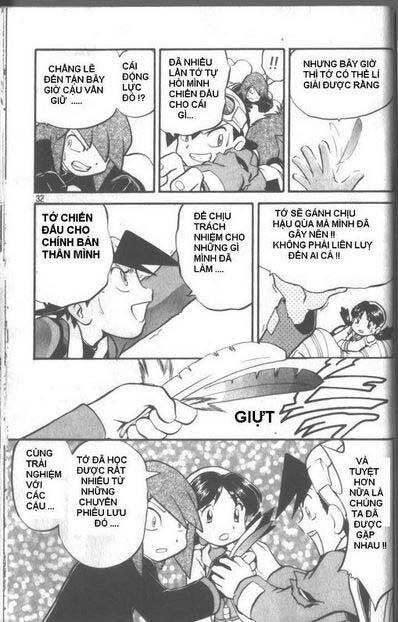 CHẲNG LẼ
ĐẾN TẬN BÂY
GIỜ CẬU VẪN
GIỮ .....
CÁI
ĐỘNG
LỰC
ĐÓ !?
ĐÃ NHIỀU
LẦN TỚ TỰ
HỎI MÌNH
CHIẾN ĐẤU
CHO CÁI
GÌ...
!!
NHƯNG BÂY GIỜ
THÌ TỚ CÓ THỂ LÍ
GIẢI ĐƯỢC RẰNG
32
TỚ CHIẾN
ĐẤU CHO
CHÍNH BẢN
THÂN MÌNH
ĐỂ CHỊU
TRÁCH
NHIỆM CHO
NHỮNG GÌ
MÌNH ĐÃ
LÀM ....
TỚ SẼ GÁNH CHỊU
HẬU QỦA MÀ MÌNH ĐÃ
GÂY NÊN !!
KHÔNG PHẢI LIÊN LUỴ
ĐẾN AI CẢ !!
GIỰT
CÙNG
TRẢI
NGHIỆM
VỚI
CÁC
CẬU ...
TỚ ĐÃ HỌC
ĐƯỢC RẤT
NHIỀU TỪ
NHỮNG
CHUYẾN
PHIÊU LƯU
ĐÓ ....
VÀ
TUYỆT
HƠN
NỮA LÀ
CHÚNG
TA ĐÃ
ĐƯỢC
GẶP
NHAU !!